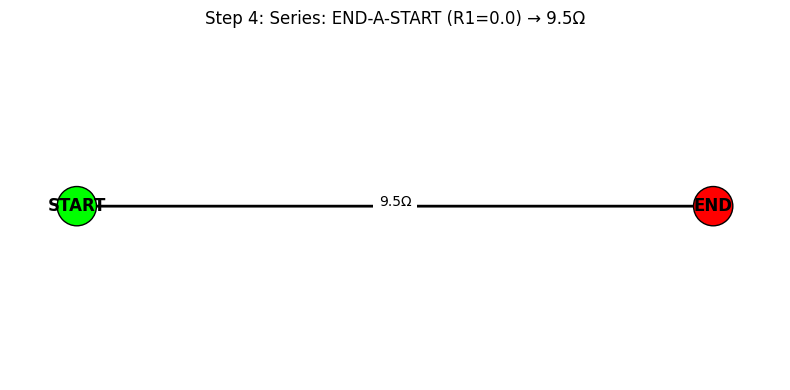 Step 4: Series: END-A-START (R1=0.0) → 9.5Ω
START
9.5Ω
END